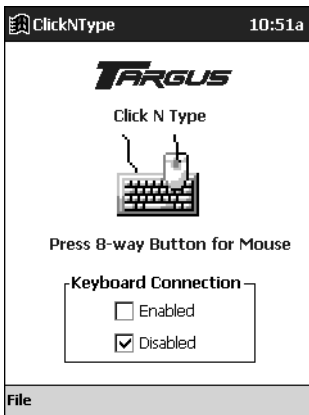 ClickNType 10:51a
TARGUS
Click N Type
Press 8-way Button for Mouse
Keyboard Connection
Enabled
Disabled
File